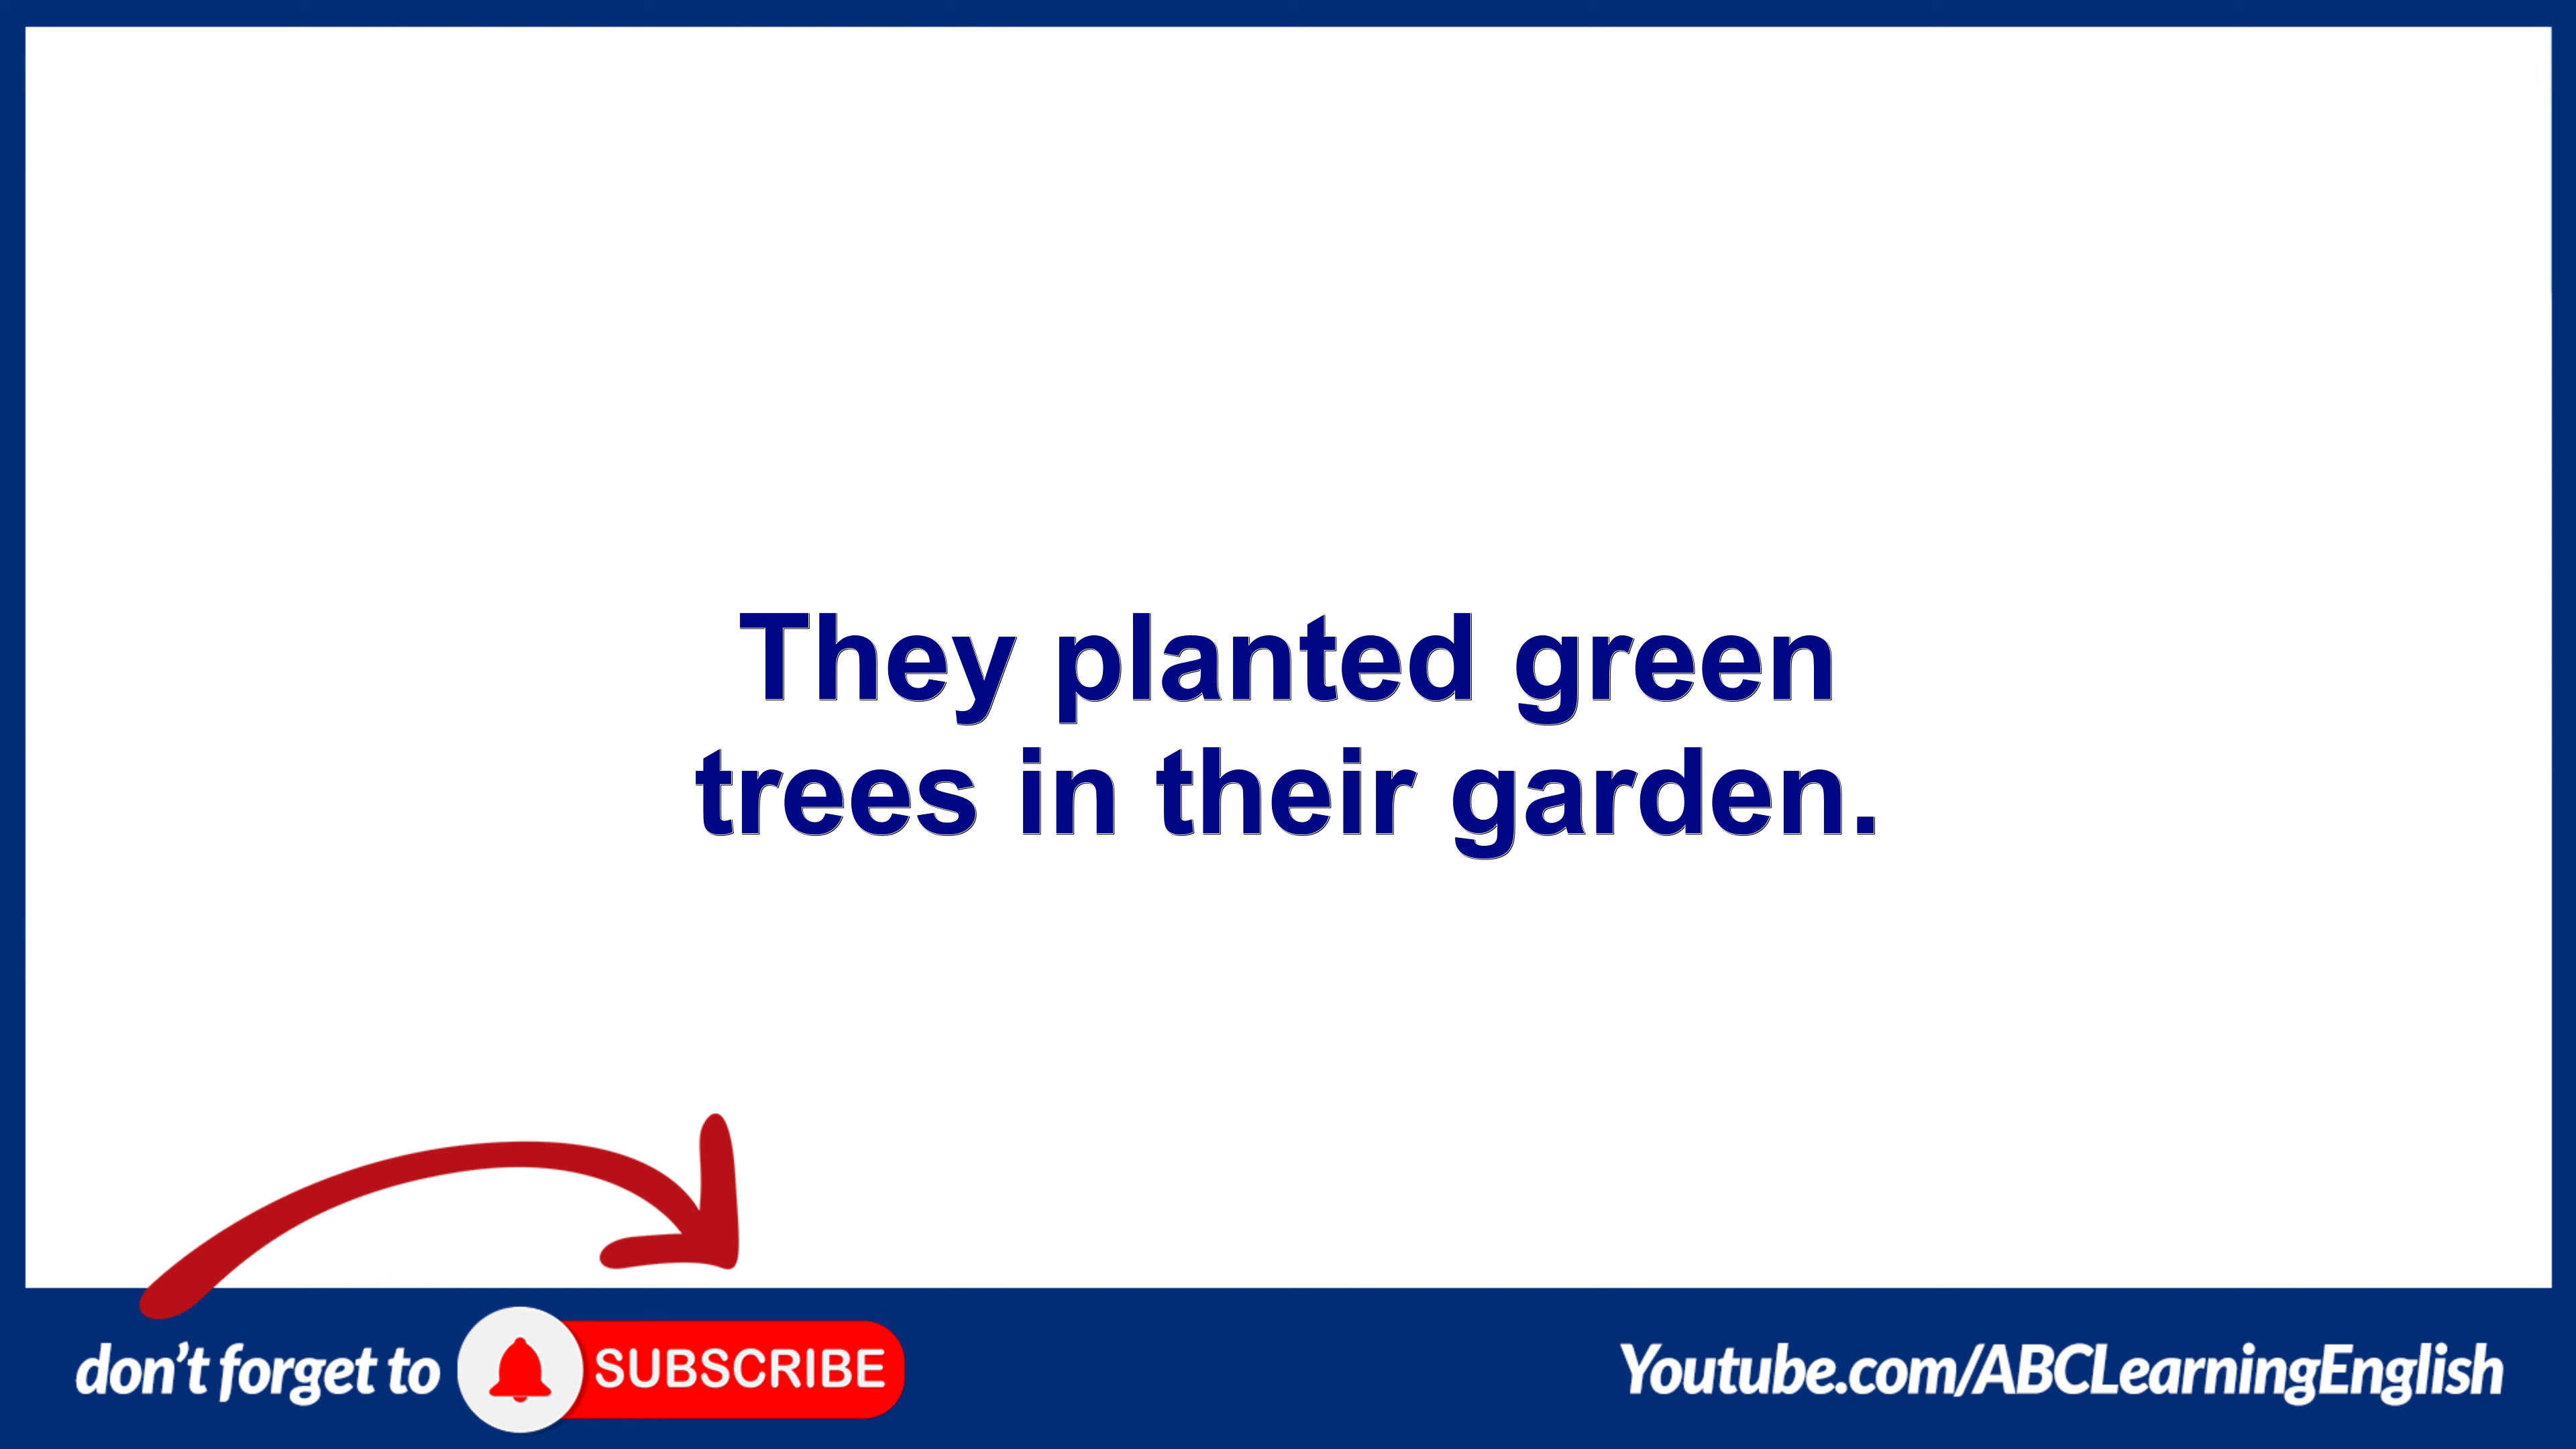 They planted green
trees in their garden.
don't forget to SUBSCRIBE
Youtube.com/ABCLearningEnglish